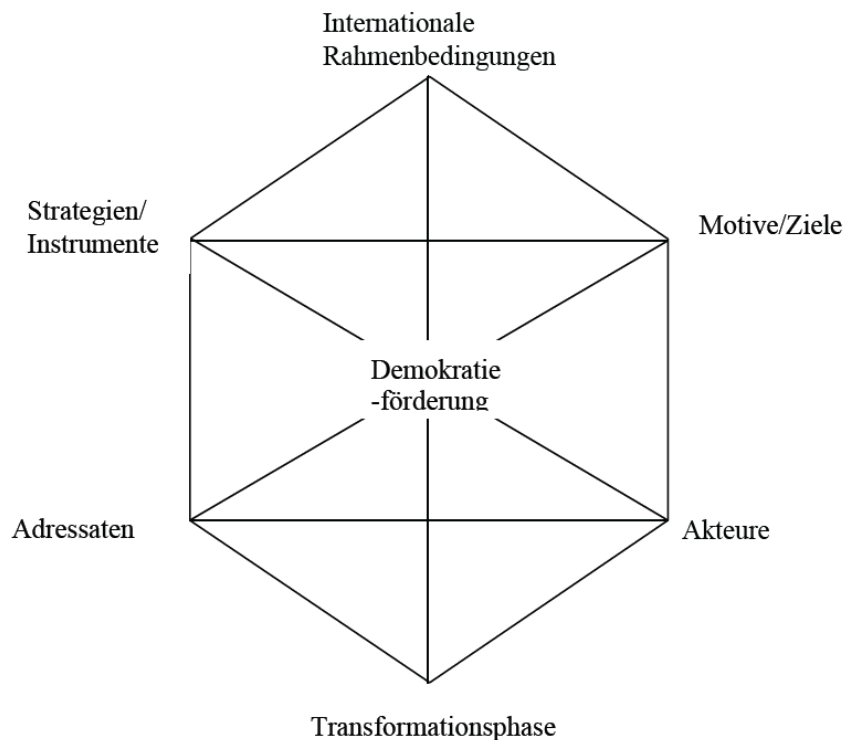 Internationale
Rahmenbedingungen
Strategien/
Instrumente
Motive/Ziele
Demokratie
-förderung
Adressaten
Akteure
Transformationsphase